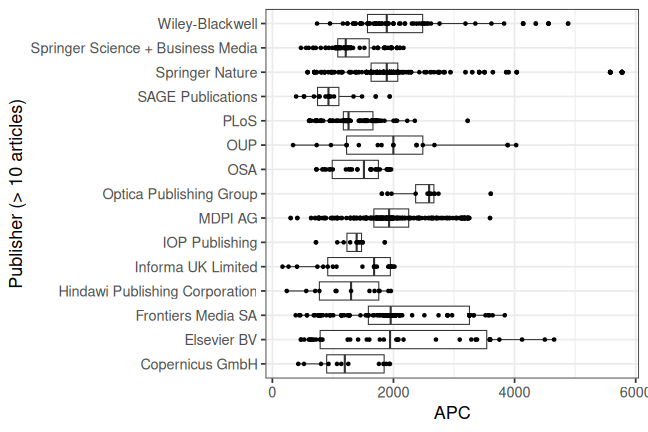 Publisher (> 10 articles)
Wiley-Blackwell
Springer Science + Business Media
Springer Nature
SAGE Publications
PLoS
OUP
OSA
Optica Publishing Group
MDPI AG
IOP Publishing
Informa UK Limited
Hindawi Publishing Corporation
Frontiers Media SA
Elsevier BV
Copernicus GmbH
0 2000 4000 6000
APC